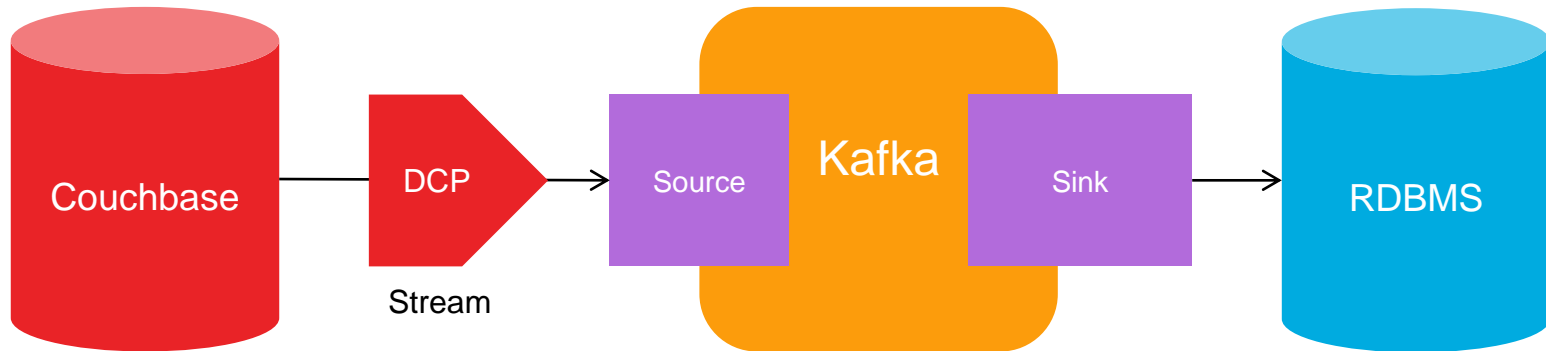 Couchbase
DCP
Stream
Source
Kafka
Sink
RDBMS